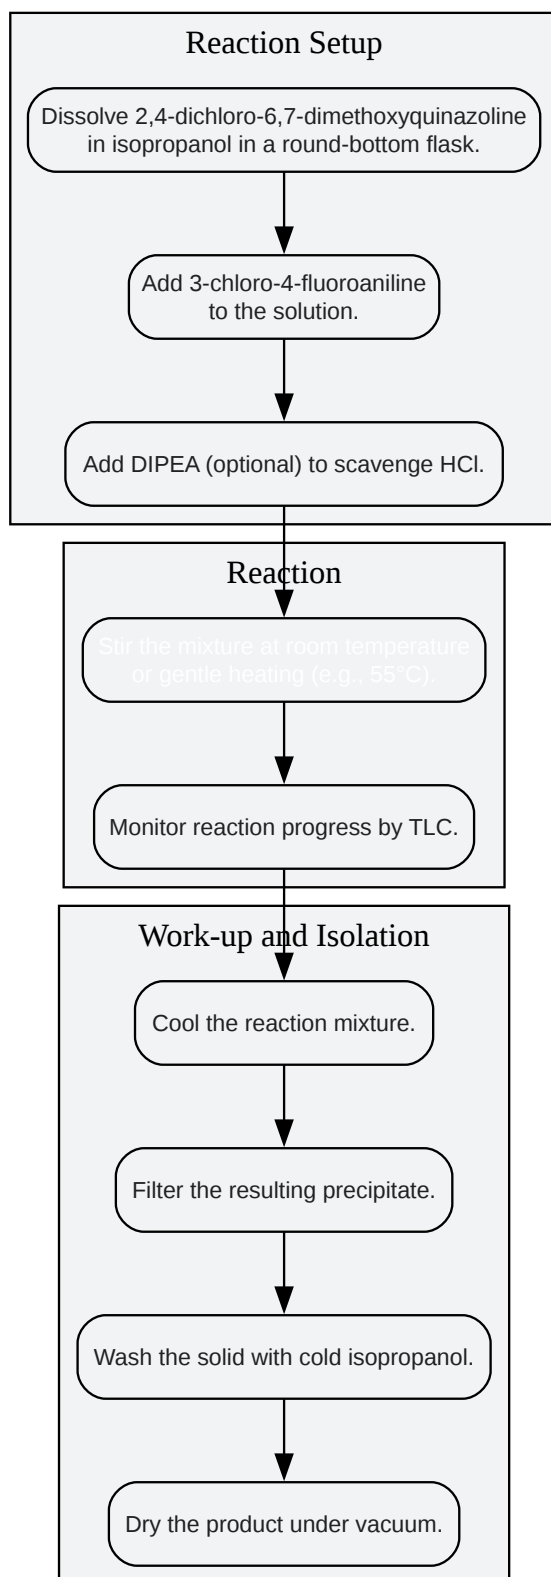 Reaction Setup
Dissolve 2,4-dichloro-6,7-dimethoxyquinazoline
in isopropanol in a round-bottom flask.
Add 3-chloro-4-fluoroaniline
to the solution.
Add DIPEA (optional) to scavenge HCl.
Reaction
Stir the mixture at room temperature
or gentle heating (e.g., 55°C).
Monitor reaction progress by TLC.
Work-up and Isolation
Cool the reaction mixture.
Filter the resulting precipitate.
Wash the solid with cold isopropanol.
Dry the product under vacuum.